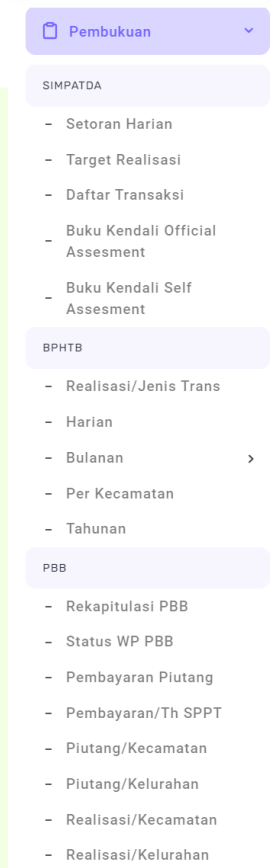 Pembukuan
SIMPATDA
– Setoran Harian
– Target Realisasi
– Daftar Transaksi
– Buku Kendali Official
Assesment
– Buku Kendali Self
Assesment
BPHTB
– Realisasi/Jenis Trans
– Harian
– Bulanan
– Per Kecamatan
– Tahunan
PBB
– Rekapitulasi PBB
– Status WP PBB
– Pembayaran Piutang
– Pembayaran/Th SPPT
– Piutang/Kecamatan
– Piutang/Kelurahan
– Realisasi/Kecamatan
– Realisasi/Kelurahan